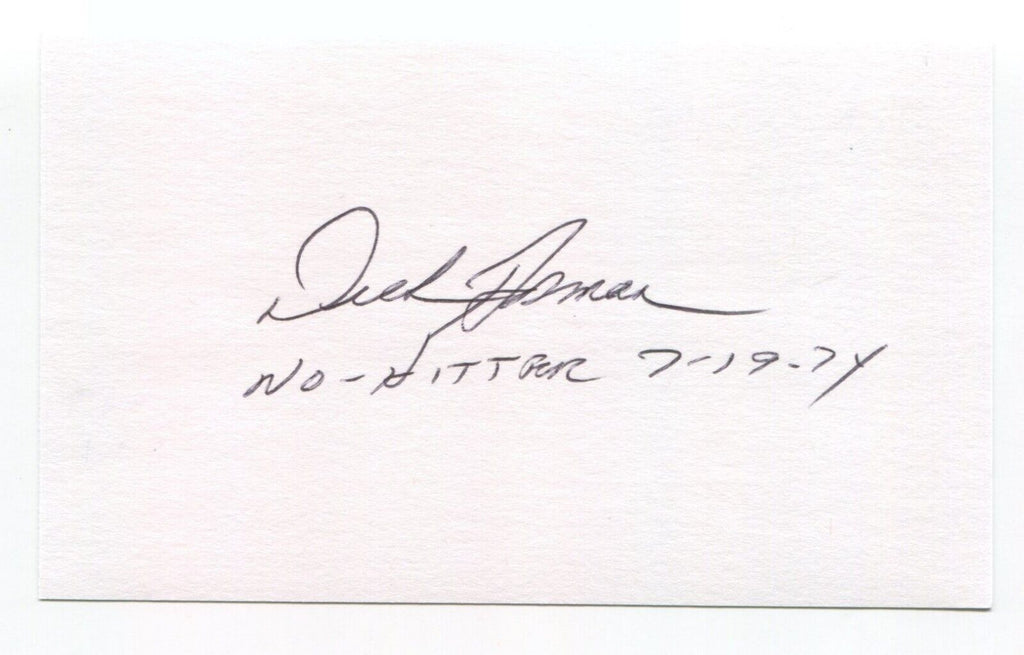 Dick Bosman
NO-HITTER 7-19-74